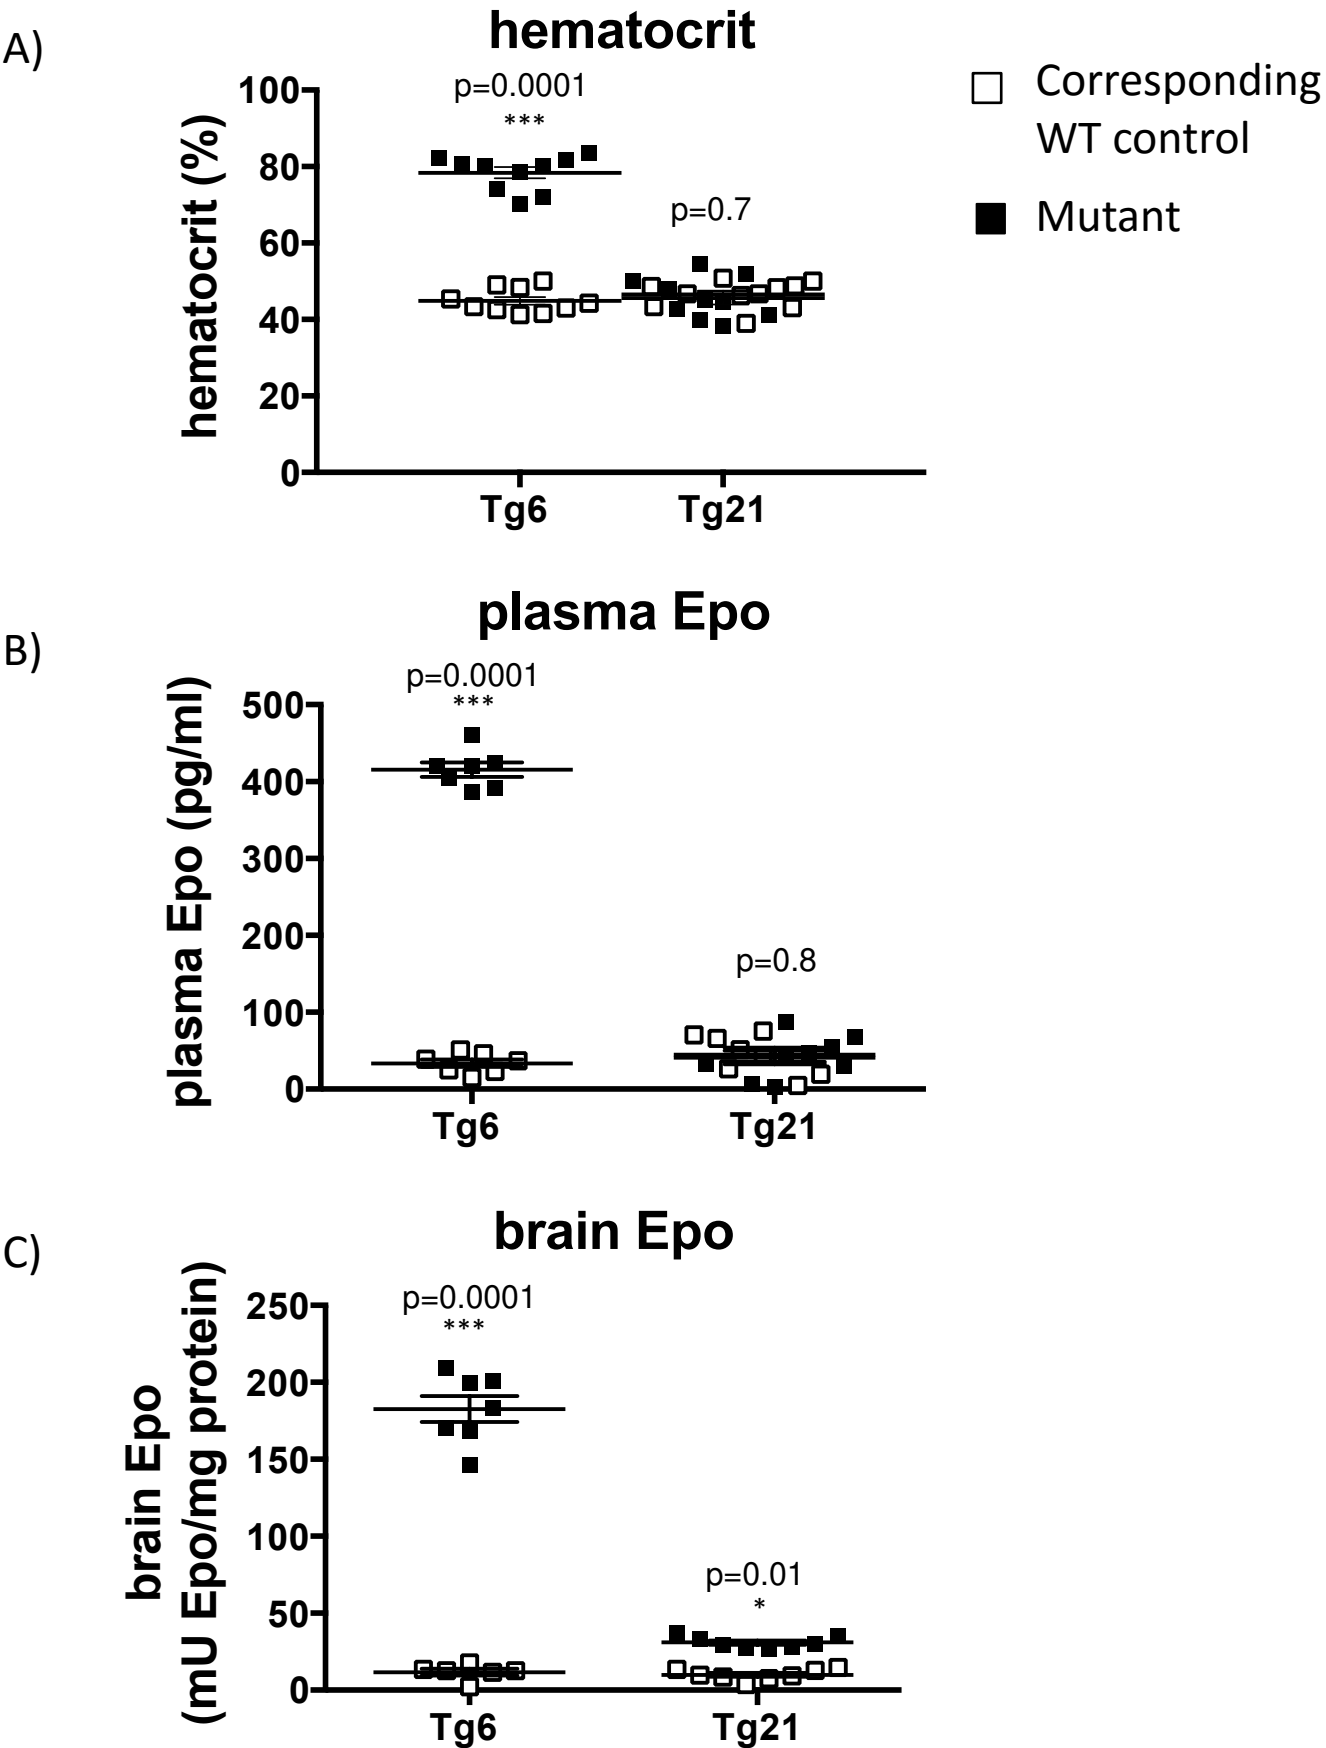 A)
hematocrit
p=0.0001
***
p=0.7
hematocrit (%)
100
80
60
40
20
0
Tg6
Tg21
Corresponding
WT control
Mutant
B)
plasma Epo
p=0.0001
***
p=0.8
plasma Epo (pg/ml)
500
400
300
200
100
0
Tg6
Tg21
C)
brain Epo
p=0.0001
***
p=0.01
*
brain Epo
(mU Epo/mg protein)
250
200
150
100
50
0
Tg6
Tg21